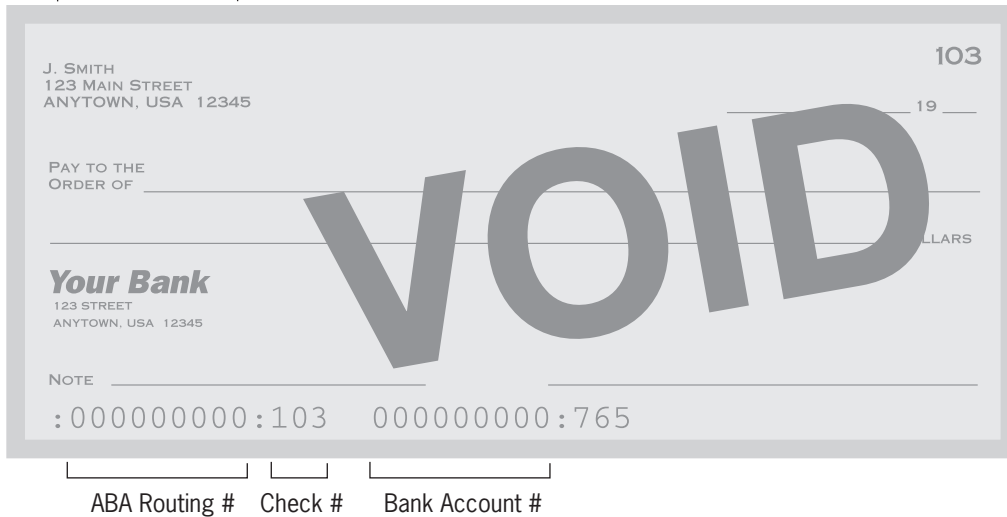 J. SMITH
123 MAIN STREET
ANYTOWN, USA 12345
103
19
PAY TO THE
ORDER OF
LLARS
VOID
Your Bank
123 STREET
ANYTOWN, USA 12345
NOTE
:000000000:103 000000000:765
ABA Routing # Check # Bank Account #